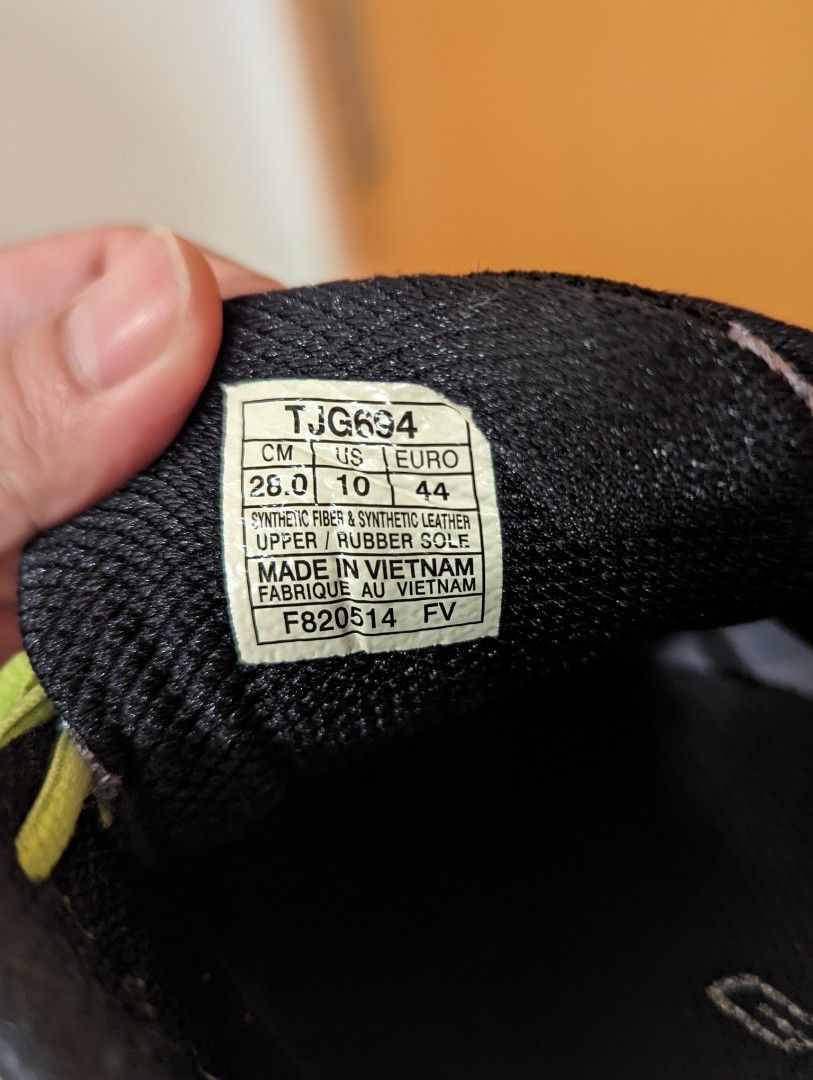 TJG694
CM US EURO
28.0 10 44
SYNTHETIC FIBER & SYNTHETIC LEATHER
UPPER / RUBBER SOLE
MADE IN VIETNAM
FABRIQUE AU VIETNAM
F820514 FV